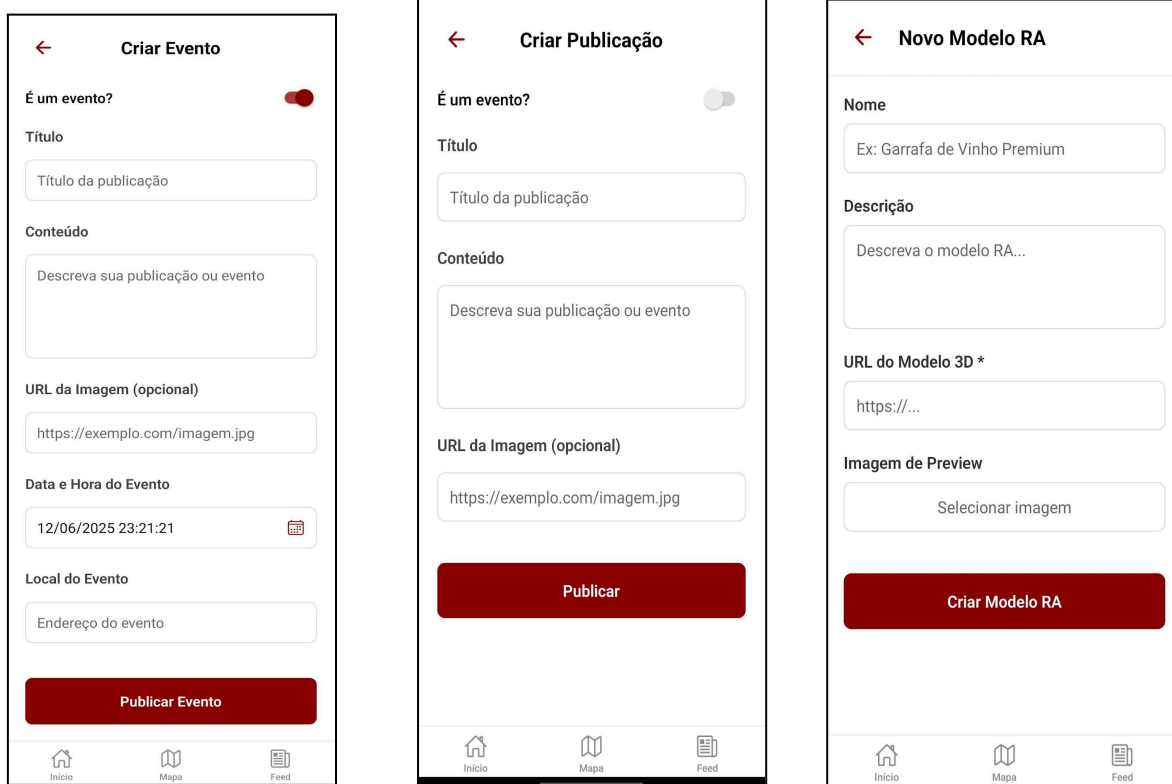 Criar Evento
É um evento?
Título
Título da publicação
Conteúdo
Descreva sua publicação ou evento
URL da Imagem (opcional)
https://exemplo.com/imagem.jpg
Data e Hora do Evento
12/06/2025 23:21:21
Local do Evento
Endereço do evento
Publicar Evento
Início
Mapa
Feed
Criar Publicação
É um evento?
Título
Título da publicação
Conteúdo
Descreva sua publicação ou evento
URL da Imagem (opcional)
https://exemplo.com/imagem.jpg
Publicar
Início
Mapa
Feed
Novo Modelo RA
Nome
Ex: Garrafa de Vinho Premium
Descrição
Descreva o modelo RA...
URL do Modelo 3D *
https://...
Imagem de Preview
Selecionar imagem
Criar Modelo RA
Início
Mapa
Feed